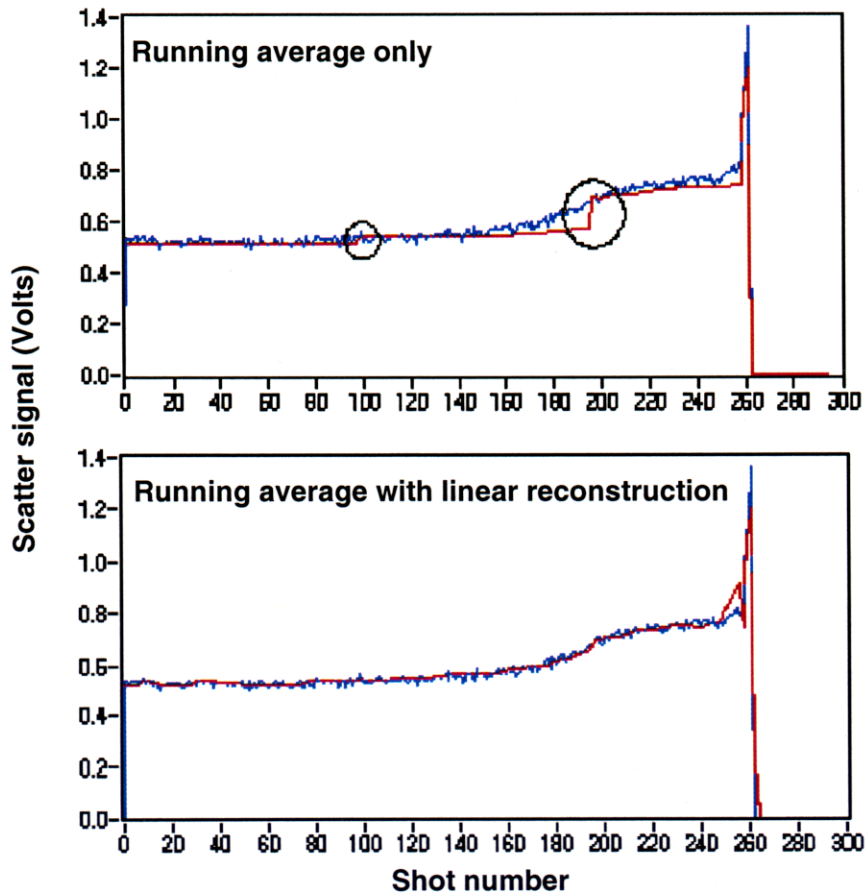 Scatter signal (Volts)
1.4
Running average only
1.2
1.0
0.8
0.6
0.4
0.2
0.0
0 20 40 60 80 100 120 140 160 180 200 220 240 260 280 300
1.4
Running average with linear reconstruction
1.2
1.0
0.8
0.6
0.4
0.2
0.0
0 20 40 60 80 100 120 140 160 180 200 220 240 260 280 300
Shot number